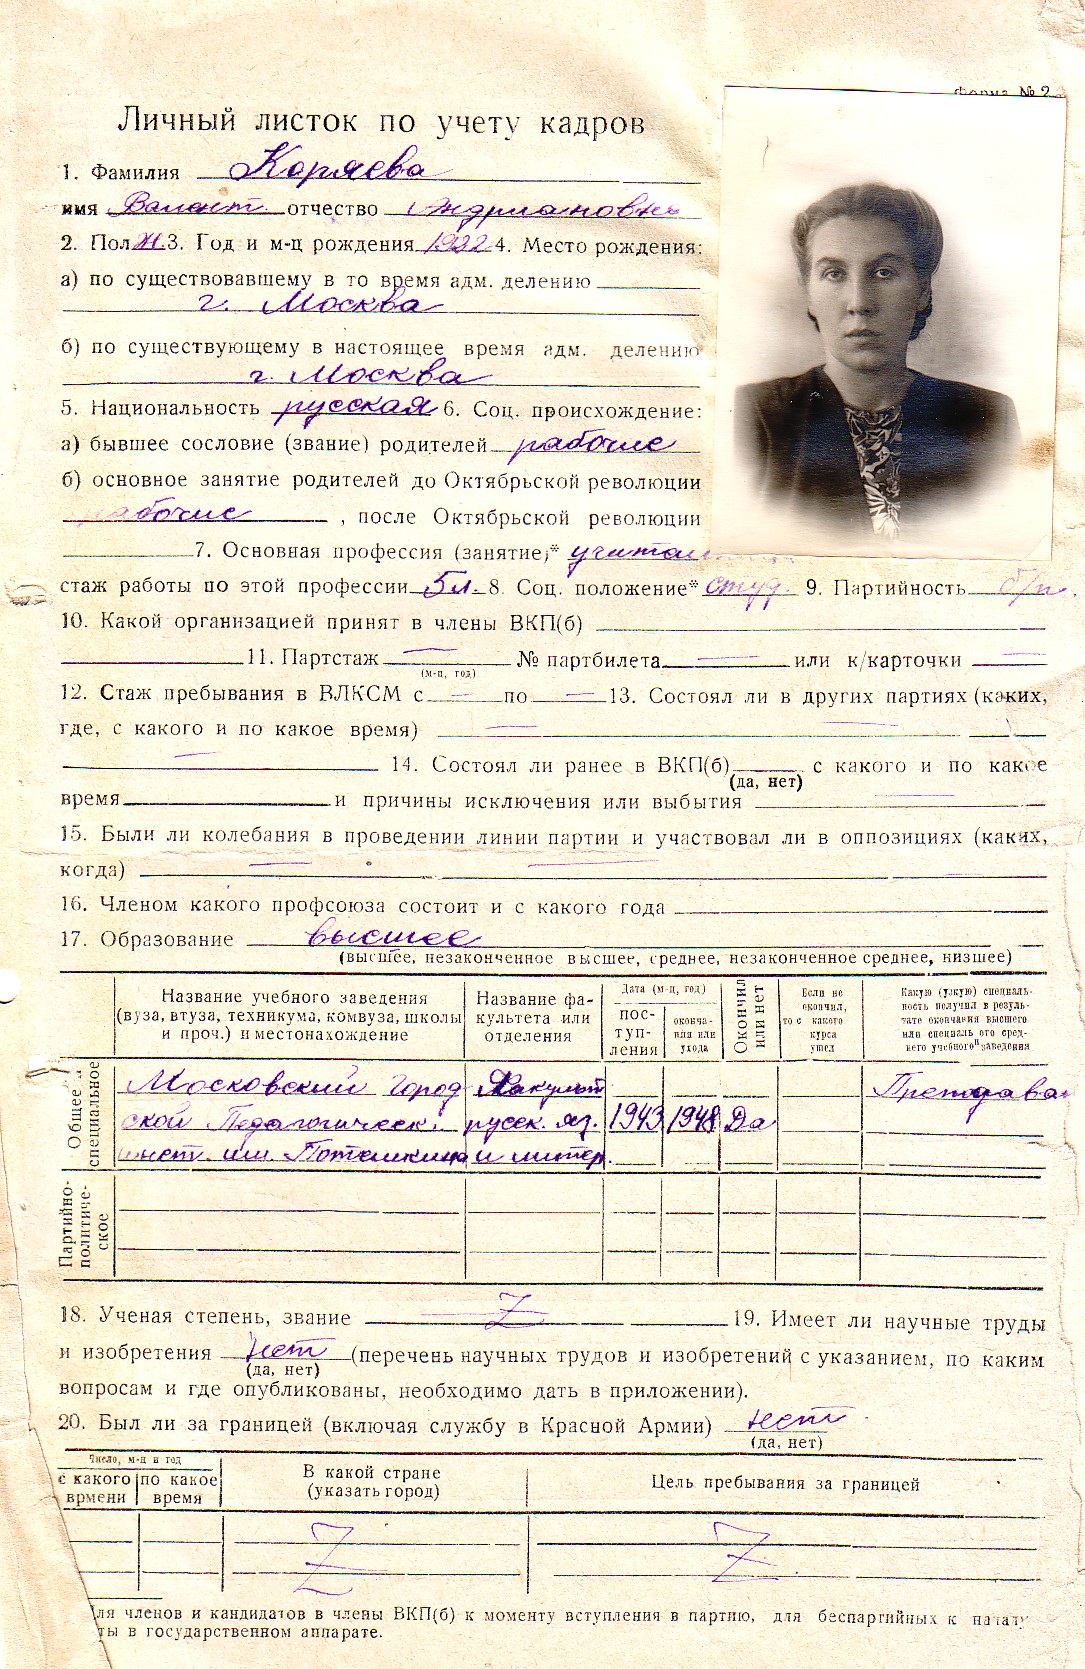 Форма № 2
Личный листок по учету кадров
1. Фамилия Коряева
имя Валент. отчество Андриановна
2. Пол Ж. 3. Год и м-ц рождения 1922 4. Место рождения:
а) по существовавшему в то время адм. делению
г. Москва
б) по существующему в настоящее время адм. делению
г. Москва
5. Национальность русская 6. Соц. происхождение:
а) бывшее сословие (звание) родителей рабочие
б) основное занятие родителей до Октябрьской революции
рабочие , после Октябрьской революции
7. Основная профессия (занятие)* учител
стаж работы по этой профессии 5 л. 8. Соц. положение* студ. 9. Партийность б/п.
10. Какой организацией принят в члены ВКП(б)
11. Партстаж — № партбилета — или к/карточки —
(м-ц, год)
12. Стаж пребывания в ВЛКСМ с — по — 13. Состоял ли в других партиях (каких,
где, с какого и по какое время) —
— 14. Состоял ли ранее в ВКП(б) с какого и по какое
(да, нет)
время и причины исключения или выбытия —
15. Были ли колебания в проведении линии партии и участвовал ли в оппозициях (каких,
когда) —
16. Членом какого профсоюза состоит и с какого года
17. Образование высшее
(высшее, незаконченное высшее, среднее, незаконченное среднее, низшее)
Название учебного заведения (вуза, втуза, техникума, комвуза, школы и проч.) и местонахождение
Название факультета или отделения
Дата (м-ц, год)
поступления
окончания или ухода
Окончил или нет
Если не окончил, то с какого курса ушел
Какую (узкую) специальность получил в результате окончания высшего или специального среднего учебного заведения
Общее и специальное
Московский город Факульт Преподава
ской Педагогическ. русск. яз. 1943 1948 Да
инст. им. Потемкина и литер.
Партийно-политическое
18. Ученая степень, звание Z 19. Имеет ли научные труды
и изобретения нет (перечень научных трудов и изобретений с указанием, по каким
(да, нет)
вопросам и где опубликованы, необходимо дать в приложении).
20. Был ли за границей (включая службу в Красной Армии) нет
(да, нет)
Число, м-ц и год
с какого врмени
по какое время
В какой стране (указать город)
Цель пребывания за границей
Z Z
ля членов и кандидатов в члены ВКП(б) к моменту вступления в партию, для беспартийных к началу
ты в государственном аппарате.